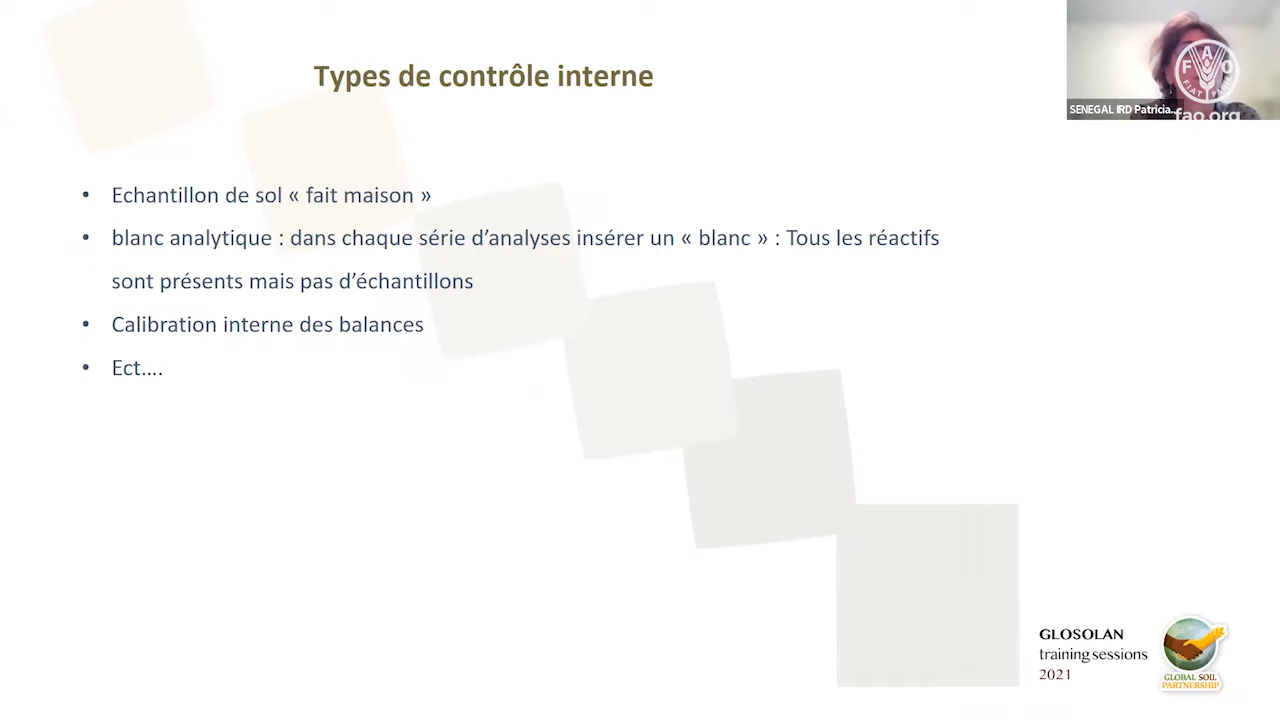 Types de contrôle interne
F A O
FIAT PANIS
SENEGAL IRD Patricia...
fao.org
• Echantillon de sol « fait maison »
• blanc analytique : dans chaque série d’analyses insérer un « blanc » : Tous les réactifs
sont présents mais pas d’échantillons
• Calibration interne des balances
• Ect....
GLOSOLAN
training sessions
2021
GLOBAL SOIL
PARTNERSHIP